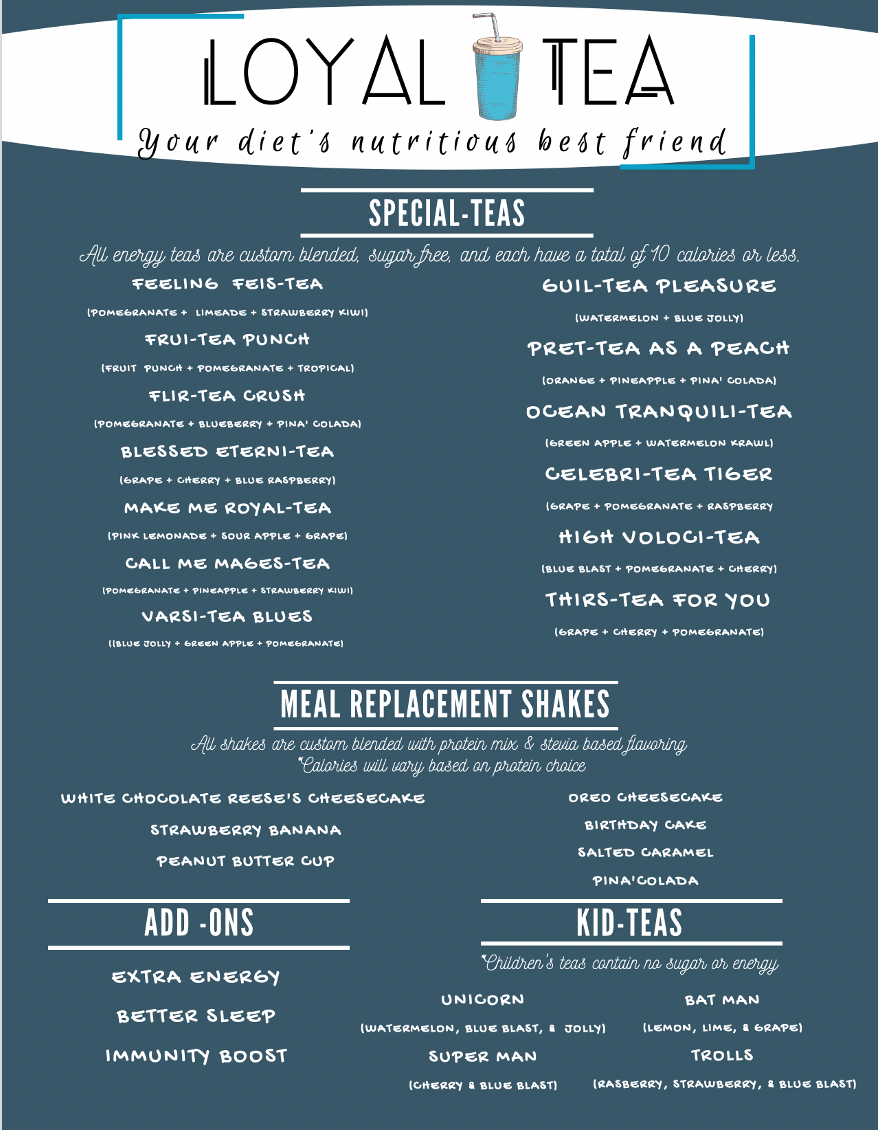 LOYAL TEA
Your diet's nutritious best friend
SPECIAL-TEAS
All energy teas are custom blended, sugar free, and each have a total of 10 calories or less.
FEELING FEIS-TEA
(POMEGRANATE + LIMEADE + STRAWBERRY KIWI)
FRUI-TEA PUNCH
(FRUIT PUNCH + POMEGRANATE + TROPICAL)
FLIR-TEA CRUSH
(POMEGRANATE + BLUEBERRY + PINA' COLADA)
BLESSED ETERNI-TEA
(GRAPE + CHERRY + BLUE RASPBERRY)
MAKE ME ROYAL-TEA
(PINK LEMONADE + SOUR APPLE + GRAPE)
CALL ME MAGES-TEA
(POMEGRANATE + PINEAPPLE + STRAWBERRY KIWI)
VARSI-TEA BLUES
((BLUE JOLLY + GREEN APPLE + POMEGRANATE)
GUIL-TEA PLEASURE
(WATERMELON + BLUE JOLLY)
PRET-TEA AS A PEACH
(ORANGE + PINEAPPLE + PINA' COLADA)
OCEAN TRANQUILI-TEA
(GREEN APPLE + WATERMELON KRAWL)
CELEBRI-TEA TIGER
(GRAPE + POMEGRANATE + RASPBERRY
HIGH VOLOCI-TEA
(BLUE BLAST + POMEGRANATE + CHERRY)
THIRS-TEA FOR YOU
(GRAPE + CHERRY + POMEGRANATE)
MEAL REPLACEMENT SHAKES
All shakes are custom blended with protein mix & stevia based flavoring
*Calories will vary based on protein choice
WHITE CHOCOLATE REESE'S CHEESECAKE
STRAWBERRY BANANA
PEANUT BUTTER CUP
OREO CHEESECAKE
BIRTHDAY CAKE
SALTED CARAMEL
PINA'COLADA
ADD -ONS
EXTRA ENERGY
BETTER SLEEP
IMMUNITY BOOST
KID-TEAS
*Children's teas contain no sugar or energy
UNICORN
(WATERMELON, BLUE BLAST, & JOLLY)
SUPER MAN
(CHERRY & BLUE BLAST)
BAT MAN
(LEMON, LIME, & GRAPE)
TROLLS
(RASBERRY, STRAWBERRY, & BLUE BLAST)